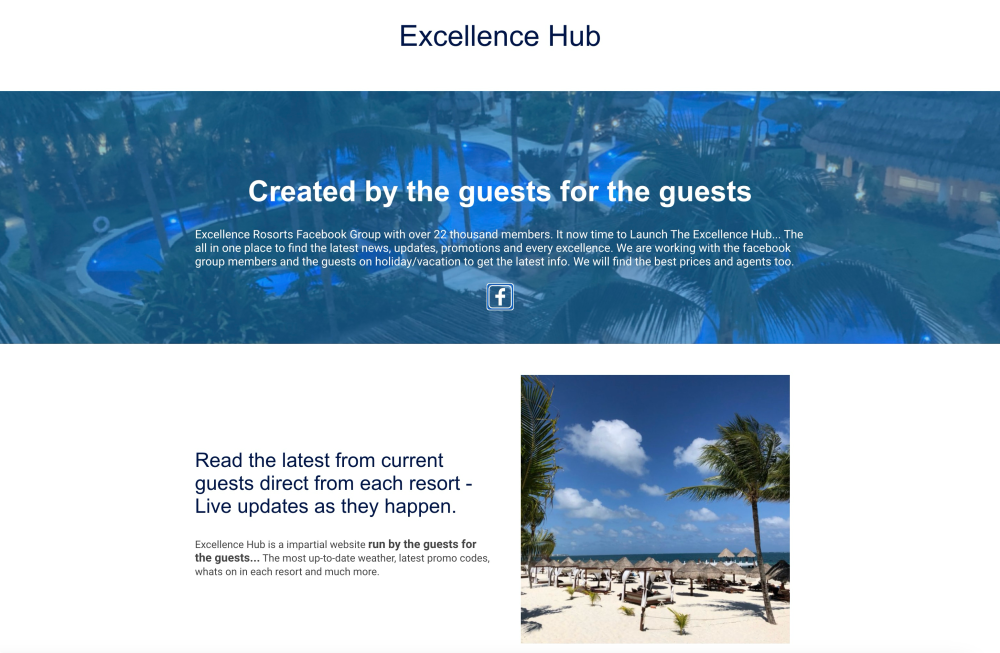 Excellence Hub
Created by the guests for the guests
Excellence Rosorts Facebook Group with over 22 thousand members. It now time to Launch The Excellence Hub... The
all in one place to find the latest news, updates, promotions and every excellence. We are working with the facebook
group members and the guests on holiday/vacation to get the latest info. We will find the best prices and agents too.
Read the latest from current
guests direct from each resort -
Live updates as they happen.
Excellence Hub is a impartial website run by the guests for
the guests... The most up-to-date weather, latest promo codes,
whats on in each resort and much more.